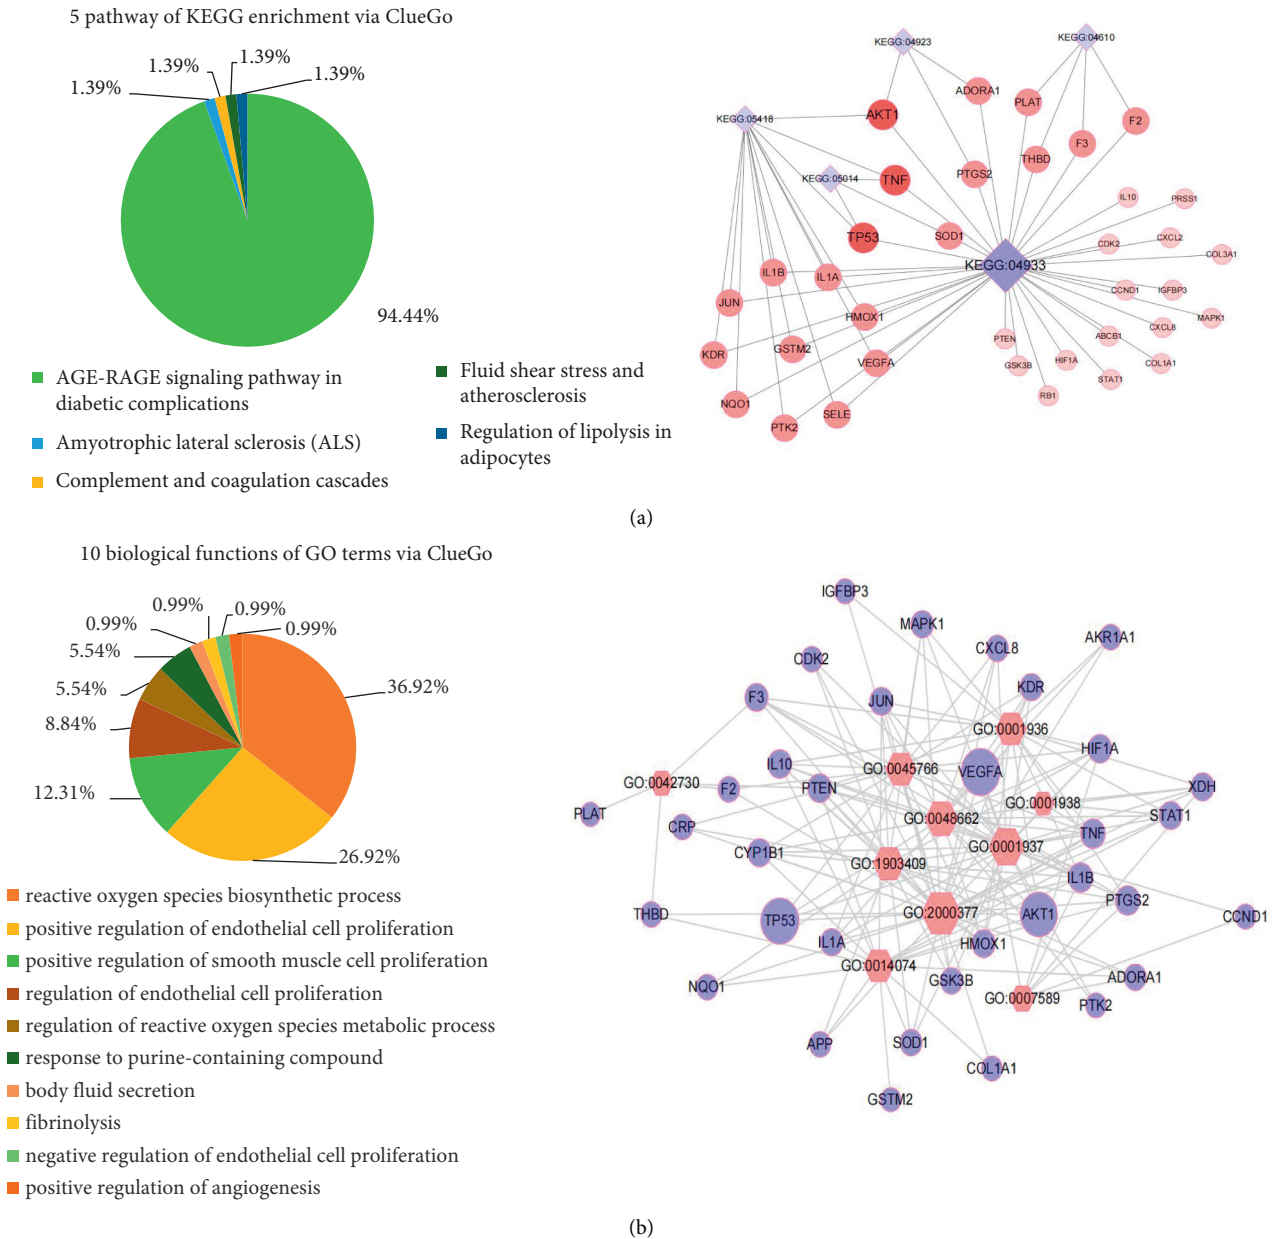 5 pathway of KEGG enrichment via ClueGo
1.39%
1.39%
1.39%
1.39%
94.44%
AGE-RAGE signaling pathway in
diabetic complications
Amyotrophic lateral sclerosis (ALS)
Complement and coagulation cascades
Fluid shear stress and
atherosclerosis
Regulation of lipolysis in
adipocytes
KEGG:04923
KEGG:04610
ADORA1
PLAT
AKT1
F2
KEGG:05418
F3
THBD
PTGS2
KEGG:05014
TNF
IL10
PRSS1
TP53
SOD1
CDK2
CXCL2
COL3A1
KEGG:04933
IL1B
IL1A
CCND1
IGFBP3
JUN
HMOX1
MAPK1
CXCL8
PTEN
ABCB1
KDR
GSTM2
VEGFA
GSK3B
HIF1A
COL1A1
STAT1
RB1
NQO1
SELE
PTK2
(a)
10 biological functions of GO terms via ClueGo
0.99%
0.99%
0.99%
0.99%
5.54%
5.54%
8.84%
12.31%
36.92%
26.92%
reactive oxygen species biosynthetic process
positive regulation of endothelial cell proliferation
positive regulation of smooth muscle cell proliferation
regulation of endothelial cell proliferation
regulation of reactive oxygen species metabolic process
response to purine-containing compound
body fluid secretion
fibrinolysis
negative regulation of endothelial cell proliferation
positive regulation of angiogenesis
IGFBP3
MAPK1
AKR1A1
CXCL8
CDK2
KDR
F3
JUN
GO:0001936
HIF1A
IL10
GO:0045766
VEGFA
GO:0042730
F2
PTEN
XDH
GO:0001938
PLAT
STAT1
CRP
GO:0048662
TNF
CYP1B1
GO:0001937
GO:1903409
IL1B
PTGS2
THBD
TP53
GO:2000377
AKT1
CCND1
IL1A
HMOX1
GO:0014074
NQO1
GSK3B
ADORA1
GO:0007589
PTK2
APP
SOD1
COL1A1
GSTM2
(b)